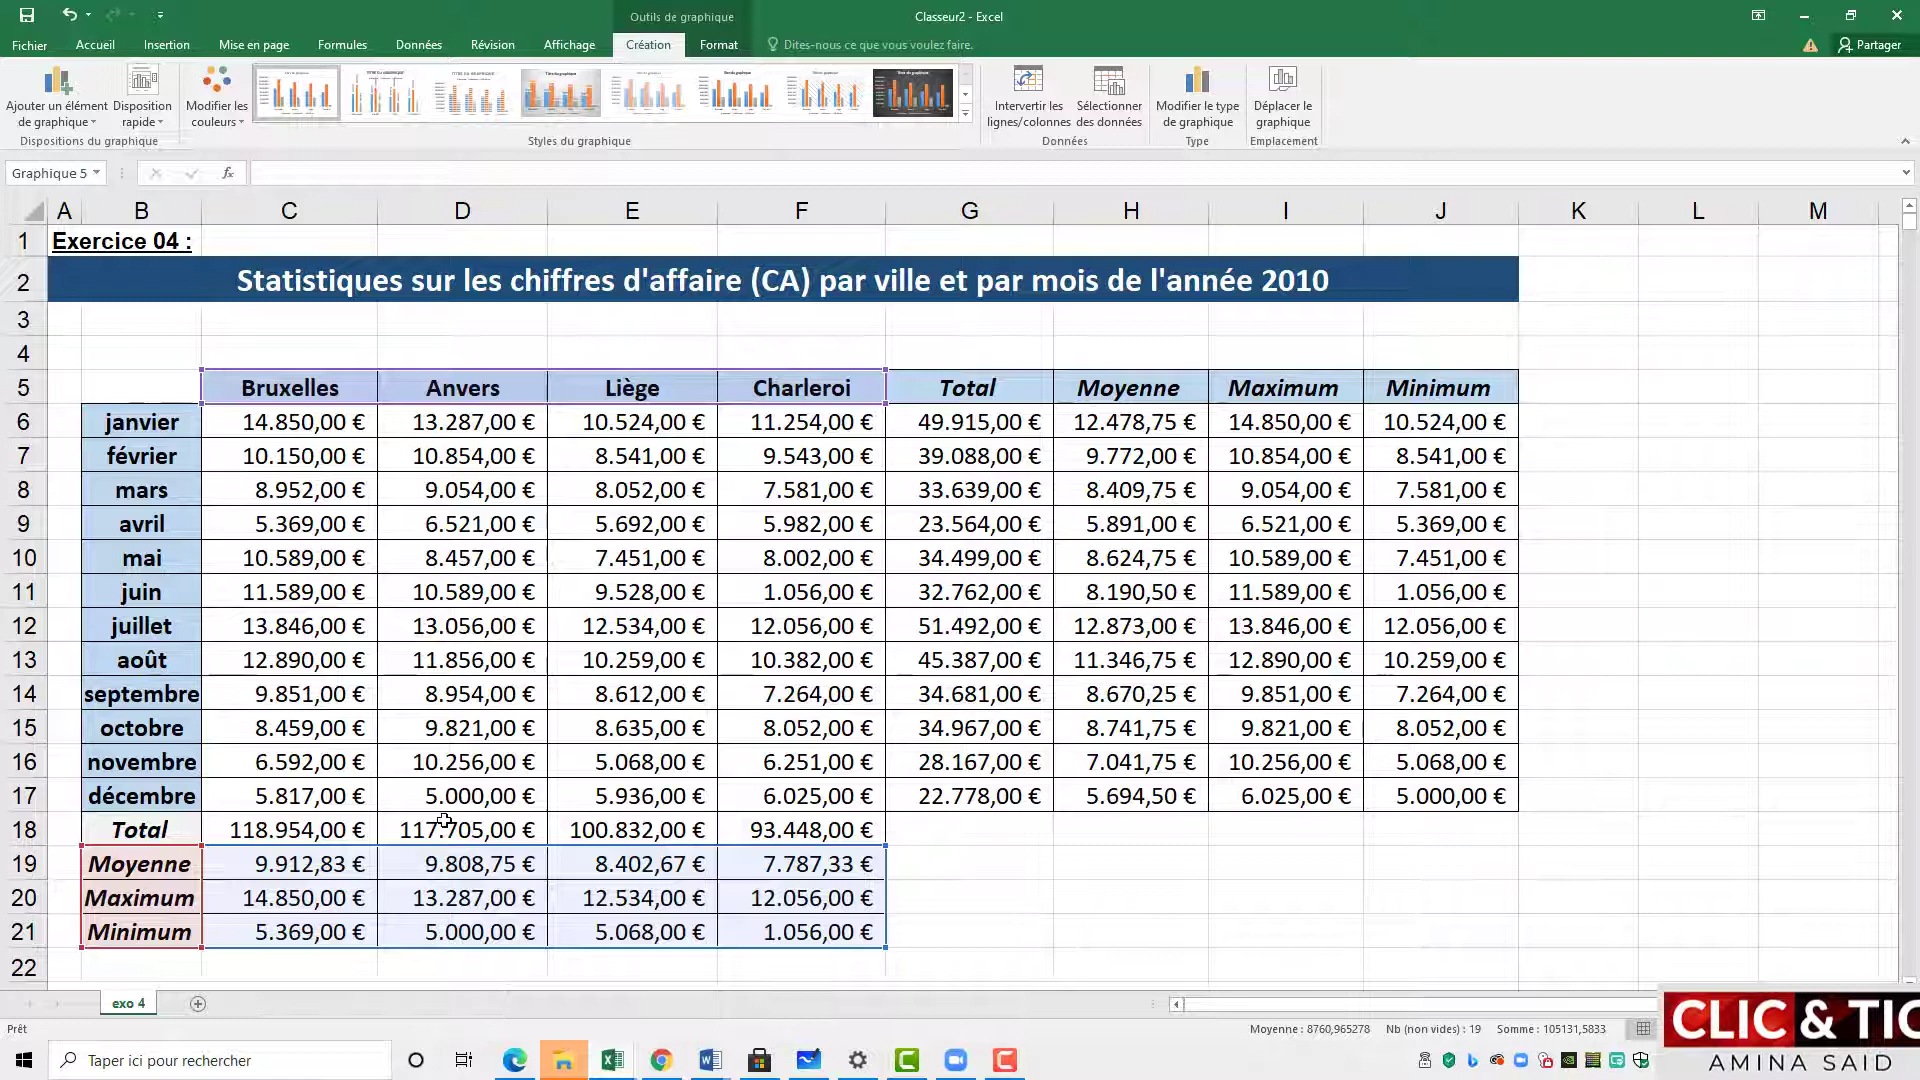 Outils de graphique
Classeur2 - Excel
Fichier Accueil Insertion Mise en page Formules Données Révision Affichage Création Format Dites-nous ce que vous voulez faire. Partager
Ajouter un élément de graphique
Disposition rapide
Modifier les couleurs
Intervertir les lignes/colonnes
Sélectionner des données
Modifier le type de graphique
Déplacer le graphique
Dispositions du graphique Styles du graphique Données Type Emplacement
Graphique 5 fx
A B C D E F G H I J K L M
1 Exercice 04 :
2 Statistiques sur les chiffres d'affaire (CA) par ville et par mois de l'année 2010
3
4
5 Bruxelles Anvers Liège Charleroi Total Moyenne Maximum Minimum
6 janvier 14.850,00 € 13.287,00 € 10.524,00 € 11.254,00 € 49.915,00 € 12.478,75 € 14.850,00 € 10.524,00 €
7 février 10.150,00 € 10.854,00 € 8.541,00 € 9.543,00 € 39.088,00 € 9.772,00 € 10.854,00 € 8.541,00 €
8 mars 8.952,00 € 9.054,00 € 8.052,00 € 7.581,00 € 33.639,00 € 8.409,75 € 9.054,00 € 7.581,00 €
9 avril 5.369,00 € 6.521,00 € 5.692,00 € 5.982,00 € 23.564,00 € 5.891,00 € 6.521,00 € 5.369,00 €
10 mai 10.589,00 € 8.457,00 € 7.451,00 € 8.002,00 € 34.499,00 € 8.624,75 € 10.589,00 € 7.451,00 €
11 juin 11.589,00 € 10.589,00 € 9.528,00 € 1.056,00 € 32.762,00 € 8.190,50 € 11.589,00 € 1.056,00 €
12 juillet 13.846,00 € 13.056,00 € 12.534,00 € 12.056,00 € 51.492,00 € 12.873,00 € 13.846,00 € 12.056,00 €
13 août 12.890,00 € 11.856,00 € 10.259,00 € 10.382,00 € 45.387,00 € 11.346,75 € 12.890,00 € 10.259,00 €
14 septembre 9.851,00 € 8.954,00 € 8.612,00 € 7.264,00 € 34.681,00 € 8.670,25 € 9.851,00 € 7.264,00 €
15 octobre 8.459,00 € 9.821,00 € 8.635,00 € 8.052,00 € 34.967,00 € 8.741,75 € 9.821,00 € 8.052,00 €
16 novembre 6.592,00 € 10.256,00 € 5.068,00 € 6.251,00 € 28.167,00 € 7.041,75 € 10.256,00 € 5.068,00 €
17 décembre 5.817,00 € 5.000,00 € 5.936,00 € 6.025,00 € 22.778,00 € 5.694,50 € 6.025,00 € 5.000,00 €
18 Total 118.954,00 € 117.705,00 € 100.832,00 € 93.448,00 €
19 Moyenne 9.912,83 € 9.808,75 € 8.402,67 € 7.787,33 €
20 Maximum 14.850,00 € 13.287,00 € 12.534,00 € 12.056,00 €
21 Minimum 5.369,00 € 5.000,00 € 5.068,00 € 1.056,00 €
22
exo 4
Prêt Moyenne : 8760,965278 Nb (non vides) : 19 Somme : 105131,5833
CLIC & TIC
AMINA SAID
Taper ici pour rechercher